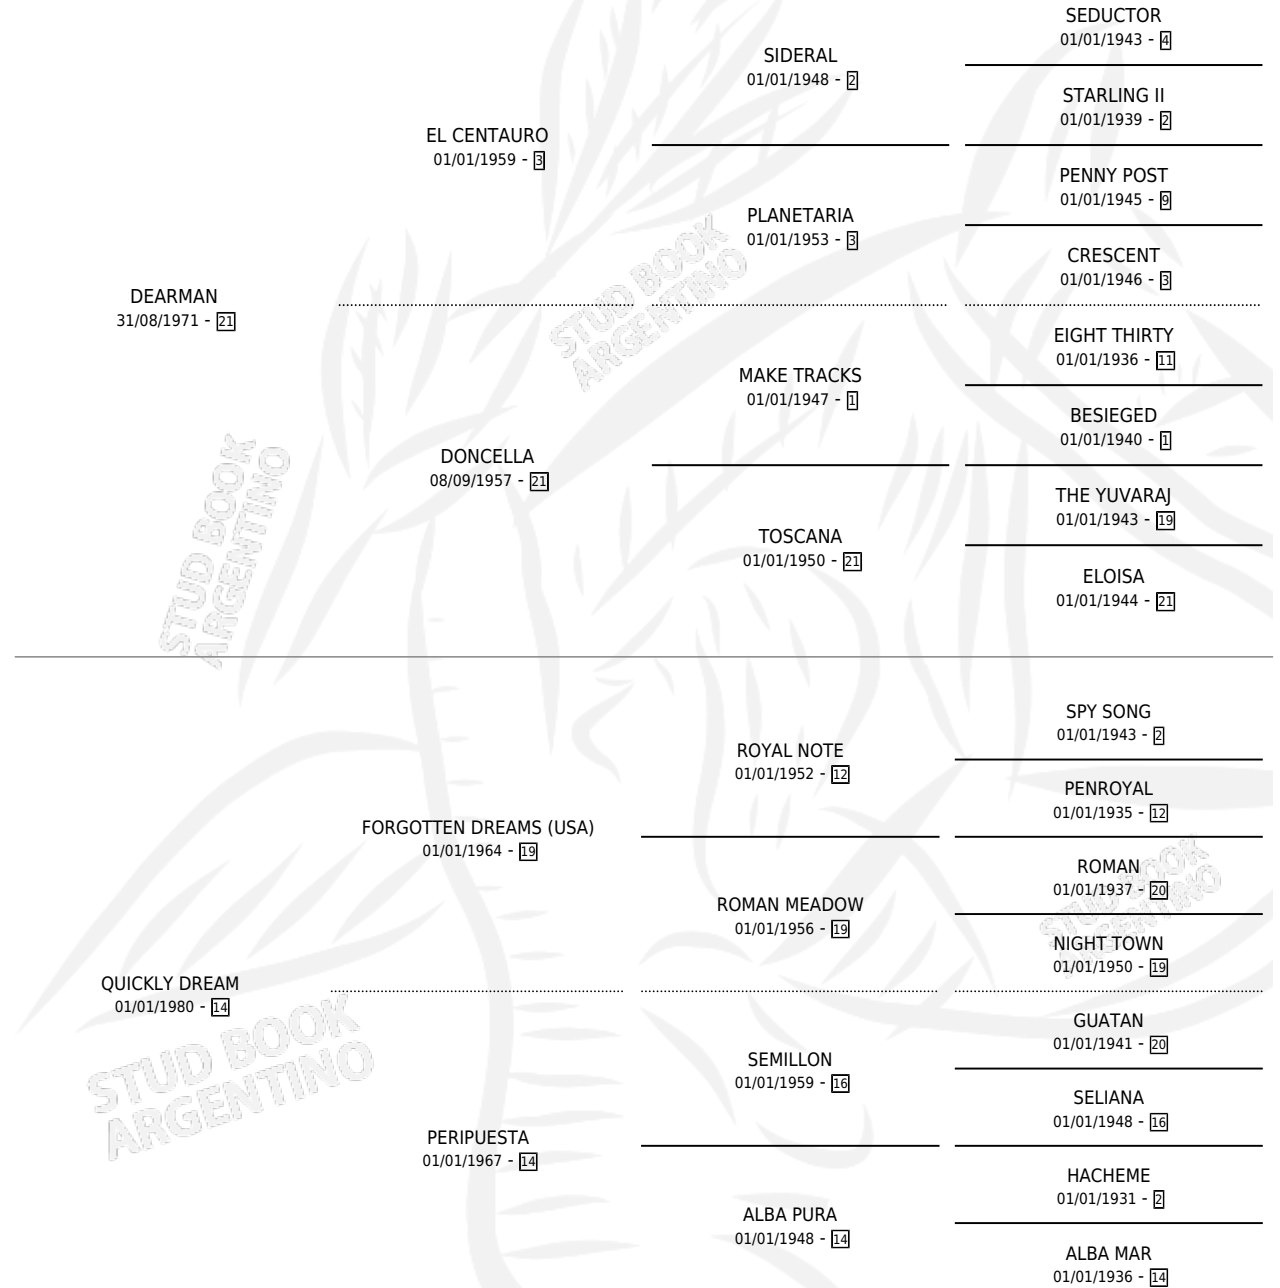 SEDUCTOR
01/01/1943 - 4
SIDERAL
01/01/1948 - 2
STARLING II
01/01/1939 - 2
EL CENTAURO
01/01/1959 - 3
PENNY POST
01/01/1945 - 9
PLANETARIA
01/01/1953 - 3
CRESCENT
01/01/1946 - 3
DEARMAN
31/08/1971 - 21
STUD BOOK
ARGENTINO
EIGHT THIRTY
01/01/1936 - 11
MAKE TRACKS
01/01/1947 - 1
BESIEGED
01/01/1940 - 1
DONCELLA
08/09/1957 - 21
THE YUVARAJ
01/01/1943 - 19
TOSCANA
01/01/1950 - 21
ELOISA
01/01/1944 - 21
STUD BOOK
ARGENTINO
SPY SONG
01/01/1943 - 2
ROYAL NOTE
01/01/1952 - 12
PENROYAL
01/01/1935 - 12
FORGOTTEN DREAMS (USA)
01/01/1964 - 19
ROMAN
01/01/1937 - 20
ROMAN MEADOW
01/01/1956 - 19
NIGHT TOWN
01/01/1950 - 19
STUD BOOK
ARGENTINO
QUICKLY DREAM
01/01/1980 - 14
GUATAN
01/01/1941 - 20
SEMILLON
01/01/1959 - 16
SELIANA
01/01/1948 - 16
STUD BOOK
ARGENTINO
PERIPUESTA
01/01/1967 - 14
HACHEME
01/01/1931 - 2
ALBA PURA
01/01/1948 - 14
ALBA MAR
01/01/1936 - 14